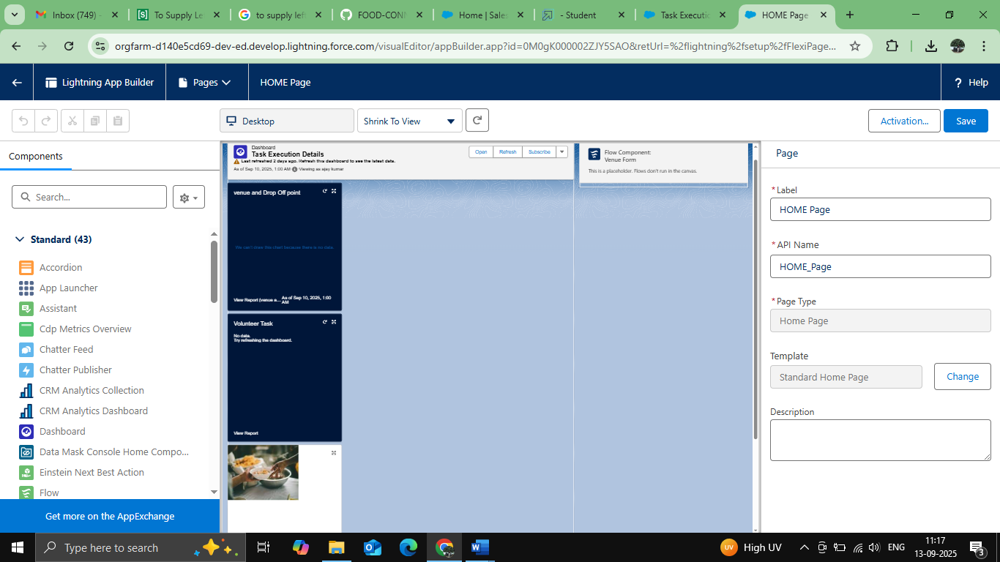 Inbox (749) -
To Supply Le
to supply left
FOOD-CONN
Home | Sales
- Student
Task Executio
HOME Page
orgfarm-d140e5cd69-dev-ed.develop.lightning.force.com/visualEditor/appBuilder.app?id=0M0gK000002ZJY5SAO&retUrl=%2flightning%2fsetup%2fFlexiPage...
Lightning App Builder
Pages
HOME Page
? Help
Desktop
Shrink To View
Activation...
Save
Components
Search...
Standard (43)
Accordion
App Launcher
Assistant
Cdp Metrics Overview
Chatter Feed
Chatter Publisher
CRM Analytics Collection
CRM Analytics Dashboard
Dashboard
Data Mask Console Home Compo...
Einstein Next Best Action
Flow
Get more on the AppExchange
Dashboard
Task Execution Details
Last refreshed 2 days ago. Refresh this dashboard to see the latest data.
As of Sep 10, 2025, 1:00 AM Viewing as ajay kumar
Open
Refresh
Subscribe
venue and Drop Off point
We can't draw this chart because there is no data.
View Report (venue a...
As of Sep 10, 2025, 1:00
AM
Volunteer Task
No data.
Try refreshing the dashboard.
View Report
Flow Component:
Venue Form
This is a placeholder. Flows don't run in the canvas.
Page
*Label
HOME Page
*API Name
HOME_Page
*Page Type
Home Page
Template
Standard Home Page
Change
Description
Type here to search
UV
High UV
ENG
11:17
13-09-2025
3